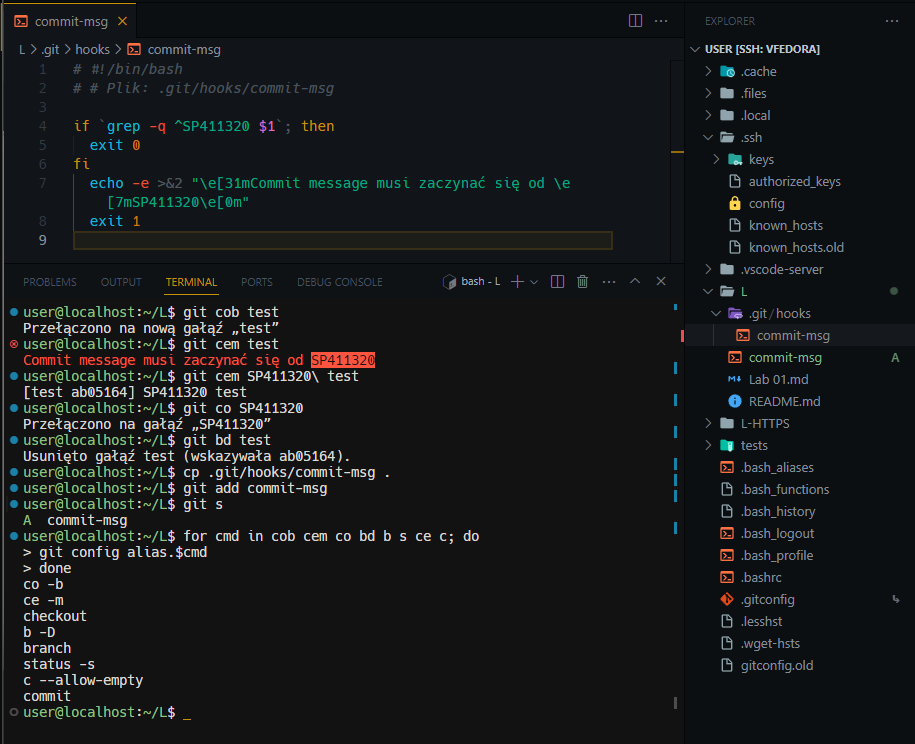 commit-msg
L > .git > hooks > commit-msg
1 # #!/bin/bash
2 # # Plik: .git/hooks/commit-msg
3
4 if `grep -q ^SP411320 $1`; then
5 exit 0
6 fi
7 echo -e >&2 "\e[31mCommit message musi zaczynać się od \e
[7mSP411320\e[0m"
8 exit 1
9
PROBLEMS OUTPUT TERMINAL PORTS DEBUG CONSOLE bash - L
user@localhost:~/L$ git cob test
Przełączono na nową gałąź „test”
user@localhost:~/L$ git cem test
Commit message musi zaczynać się od SP411320
user@localhost:~/L$ git cem SP411320\ test
[test ab05164] SP411320 test
user@localhost:~/L$ git co SP411320
Przełączono na gałąź „SP411320”
user@localhost:~/L$ git bd test
Usunięto gałąź test (wskazywała ab05164).
user@localhost:~/L$ cp .git/hooks/commit-msg .
user@localhost:~/L$ git add commit-msg
user@localhost:~/L$ git s
A commit-msg
user@localhost:~/L$ for cmd in cob cem co bd b s ce c; do
> git config alias.$cmd
> done
co -b
ce -m
checkout
b -D
branch
status -s
c --allow-empty
commit
user@localhost:~/L$ _
EXPLORER
USER [SSH: VFEDORA]
.cache
.files
.local
.ssh
keys
authorized_keys
config
known_hosts
known_hosts.old
.vscode-server
L
.git / hooks
commit-msg
commit-msg A
Lab 01.md
README.md
L-HTTPS
tests
.bash_aliases
.bash_functions
.bash_history
.bash_logout
.bash_profile
.bashrc
.gitconfig
.lesshst
.wget-hsts
gitconfig.old